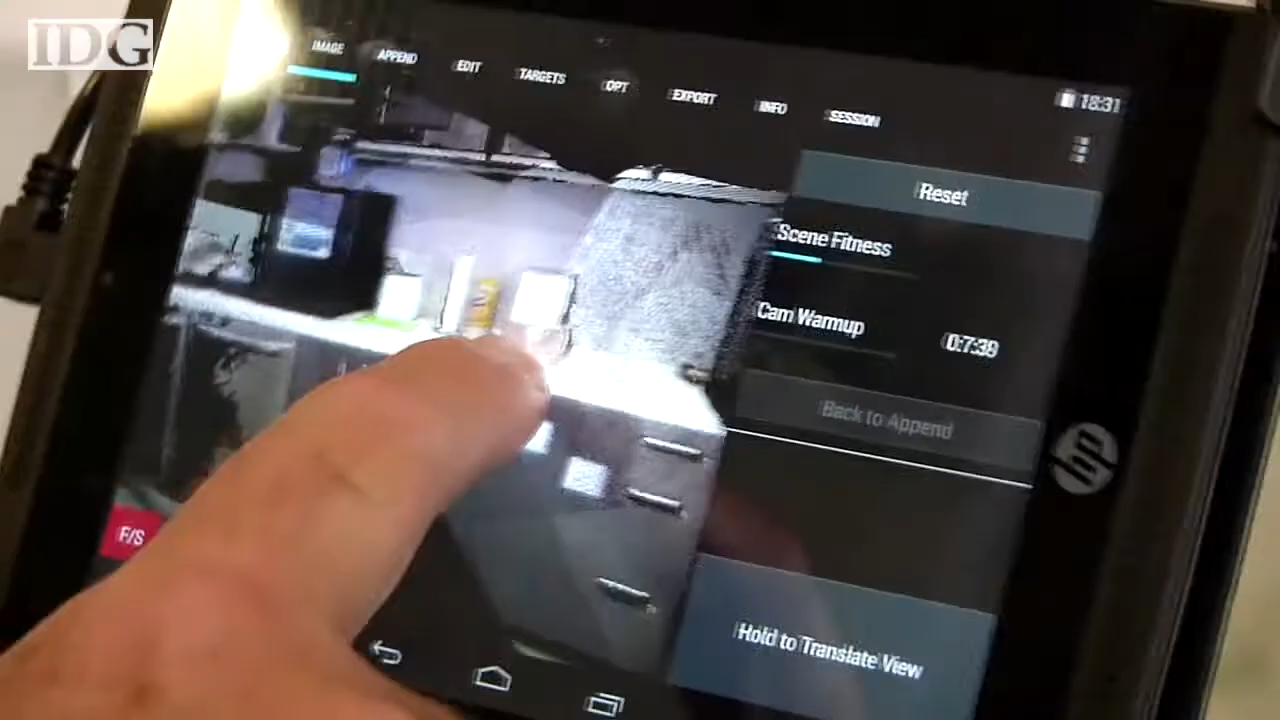 IDG
IMAGE APPEND EDIT TARGETS OPT EXPORT INFO SESSION
18:31
Reset
Scene Fitness
Cam Warmup 0:7:39
Back to Append
F/S
Hold to Translate View
hp